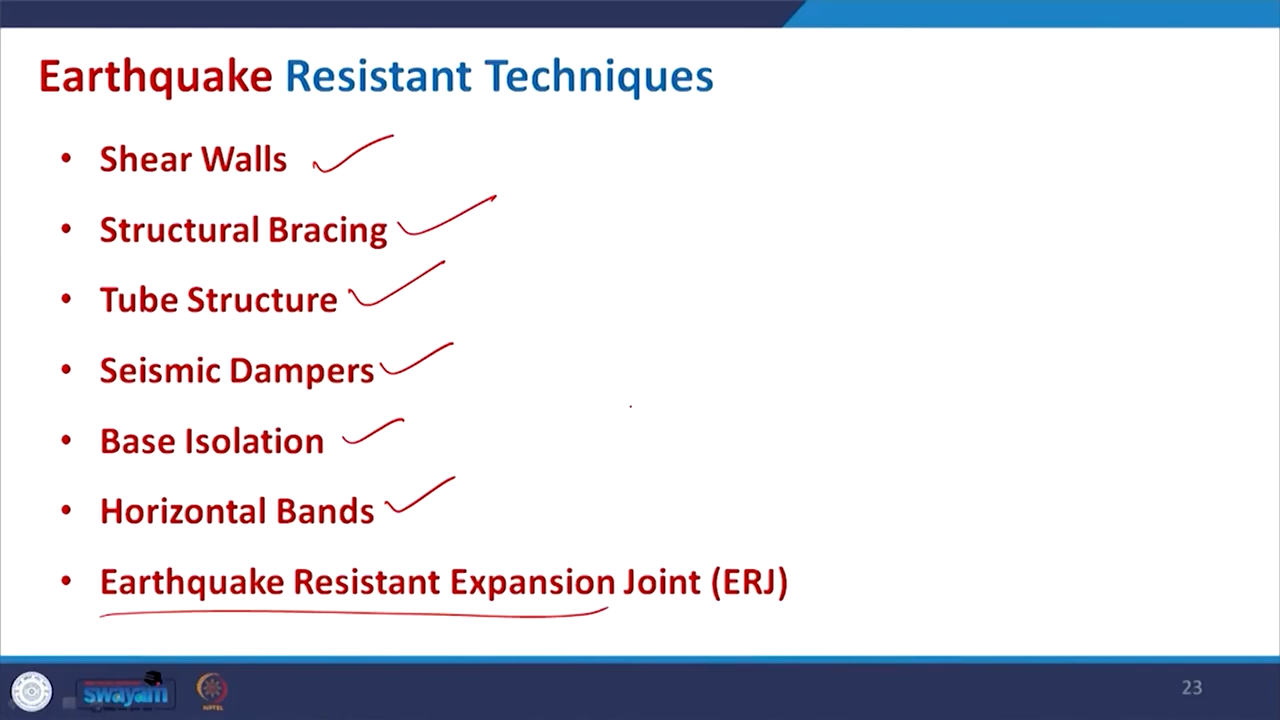 Earthquake Resistant Techniques
• Shear Walls
• Structural Bracing
• Tube Structure
• Seismic Dampers
• Base Isolation
• Horizontal Bands
• Earthquake Resistant Expansion Joint (ERJ)
swayam
NPTEL
23